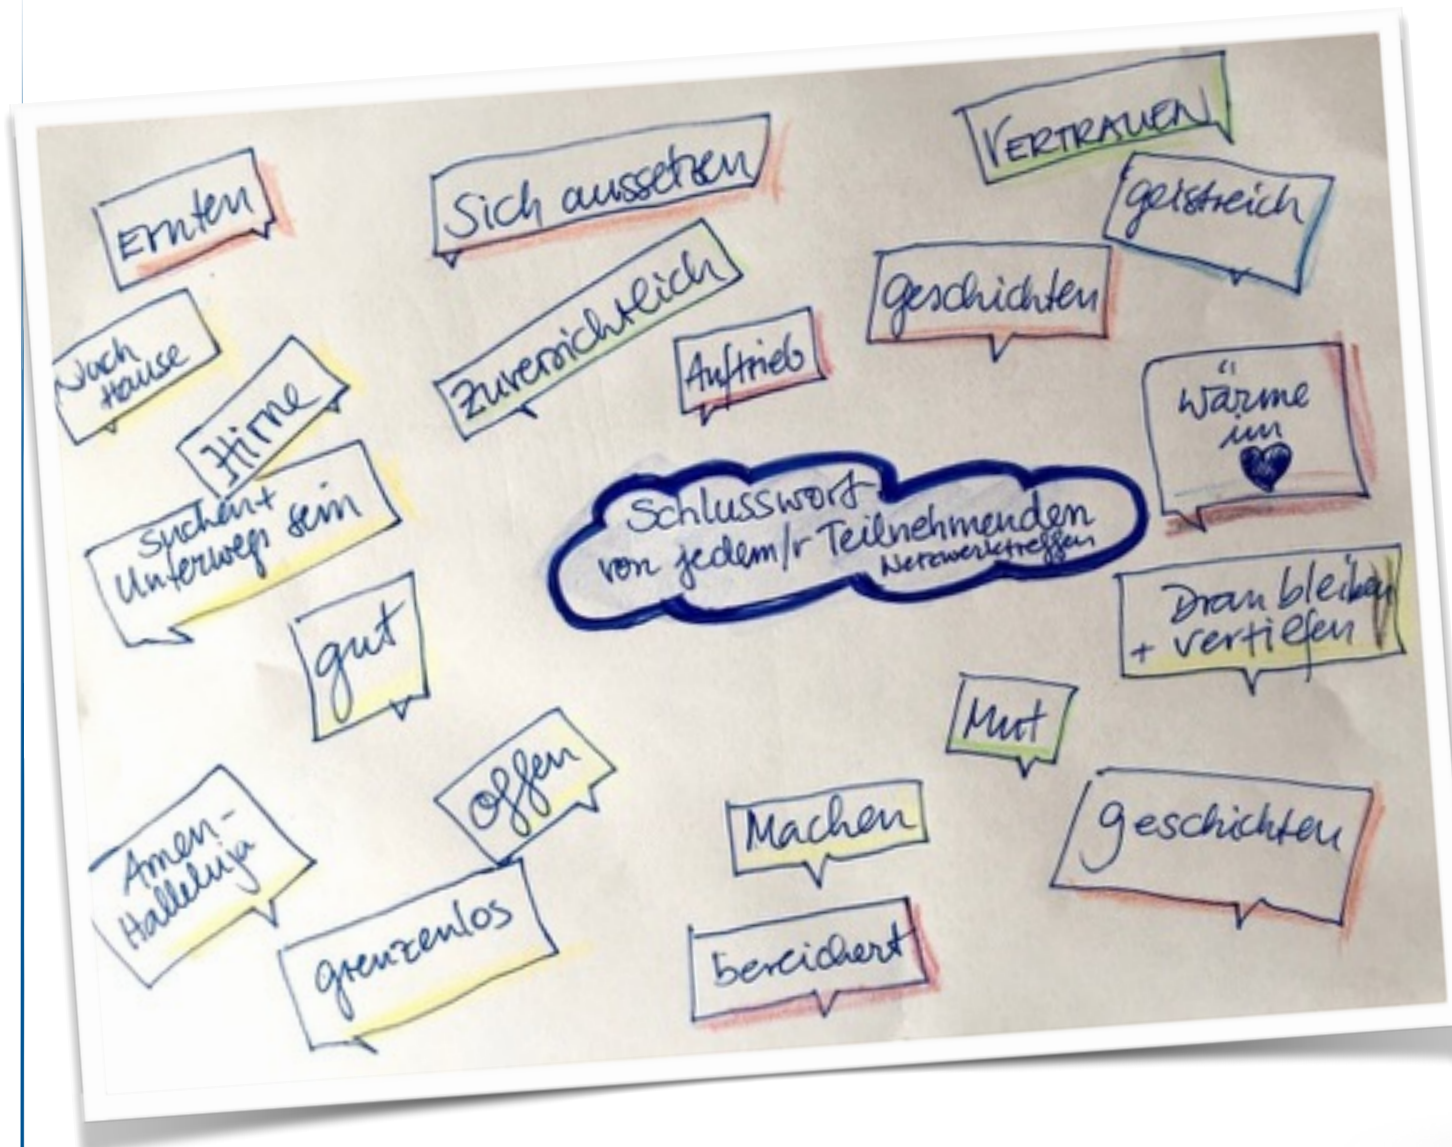 VERTRAUEN
Ernten
Sich aussetzen
geistreich
Zuversichtlich
geschichten
Nach
Hause
Auftrieb
Hirne
Wärme
im
Suchen +
Unterwegs sein
Schlusswort
von jedem/r Teilnehmenden
Netzwerktreffen
Dran bleiben
+ vertiefen
gut
Mut
offen
Amen-
Halleluja
Machen
geschichten
grenzenlos
bereichert